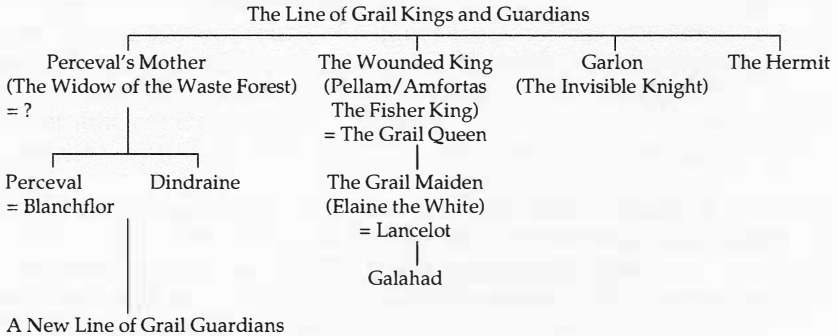 The Line of Grail Kings and Guardians
Perceval's Mother
(The Widow of the Waste Forest)
= ?
The Wounded King
(Pellam/Amfortas
The Fisher King)
= The Grail Queen
Garlon
(The Invisible Knight)
The Hermit
Perceval
= Blanchflor
Dindraine
The Grail Maiden
(Elaine the White)
= Lancelot
Galahad
A New Line of Grail Guardians